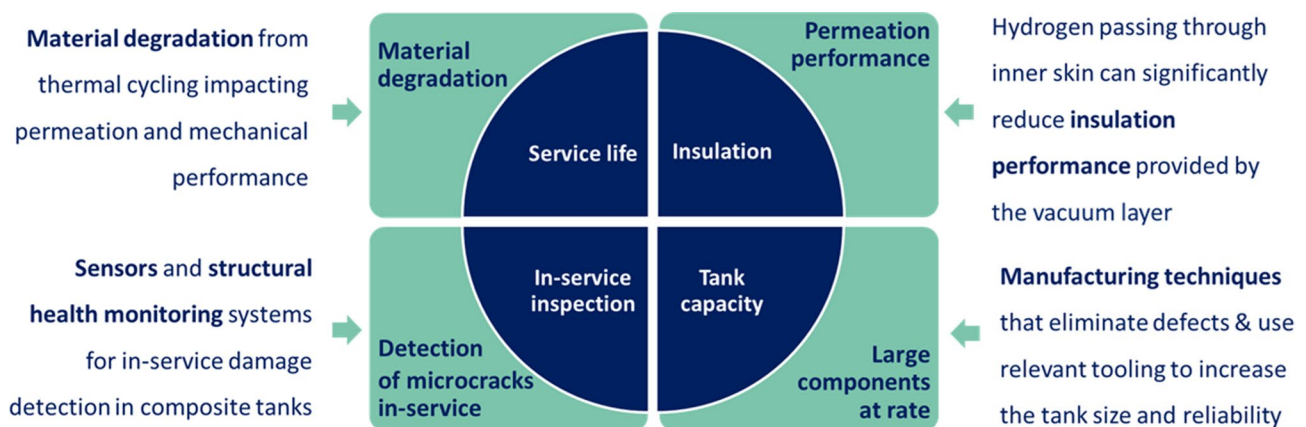 Material degradation from
thermal cycling impacting
permeation and mechanical
performance
Material
degradation
Service life
Insulation
Permeation
performance
Hydrogen passing through
inner skin can significantly
reduce insulation
performance provided by
the vacuum layer
Sensors and structural
health monitoring systems
for in-service damage
detection in composite tanks
In-service
inspection
Detection
of microcracks
in-service
Tank
capacity
Large
components
at rate
Manufacturing techniques
that eliminate defects & use
relevant tooling to increase
the tank size and reliability